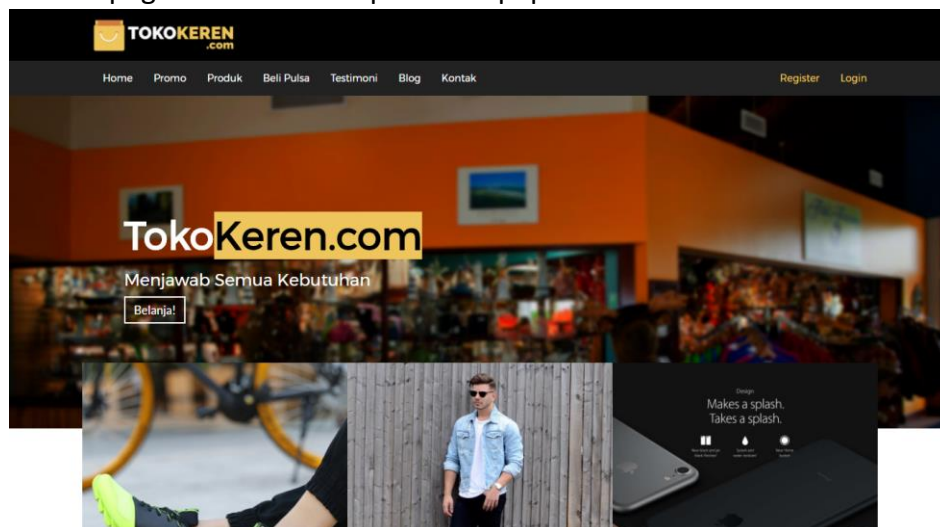 TOKOKEREN
.com
Home Promo Produk Beli Pulsa Testimoni Blog Kontak Register Login
TokoKeren.com
Menjawab Semua Kebutuhan
Belanja!
Design
Makes a splash.
Takes a splash.